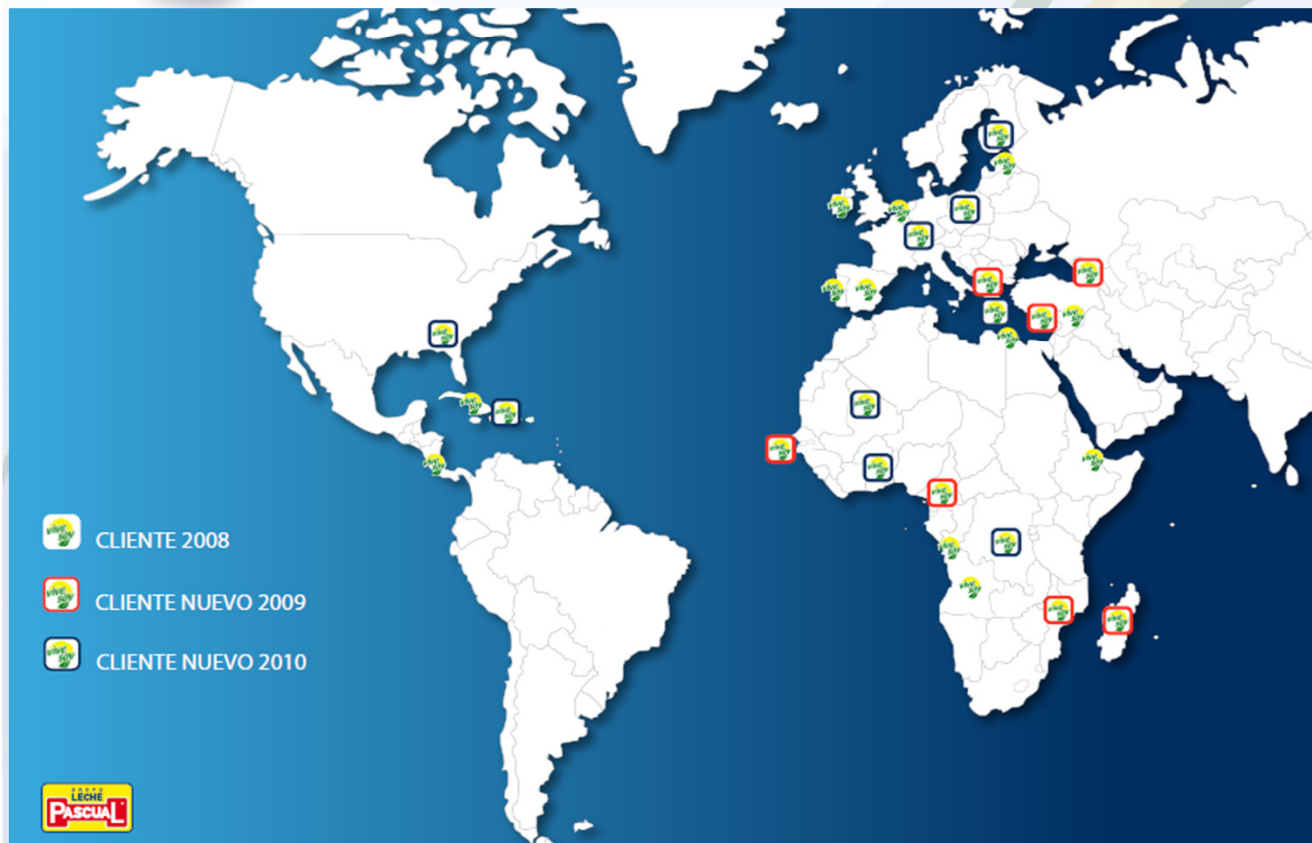 CLIENTE 2008
CLIENTE NUEVO 2009
CLIENTE NUEVO 2010
GRUPO
LECHE
PASCUAL